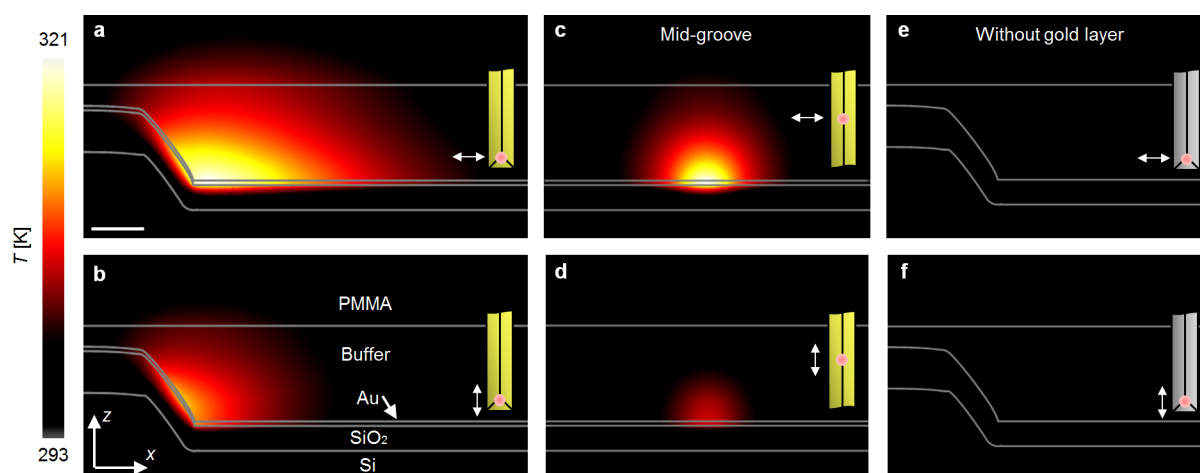 321
T [K]
293
a
c
Mid-groove
e
Without gold layer
b
PMMA
Buffer
Au
SiO₂
Si
z
x
d
f